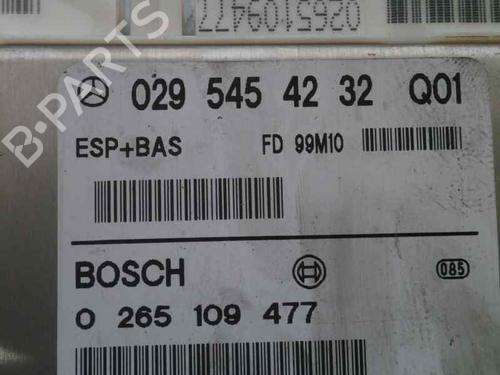 0265109477
029 545 42 32 Q01
ESP+BAS FD 99M10
BOSCH
085
0 265 109 477
B-PARTS